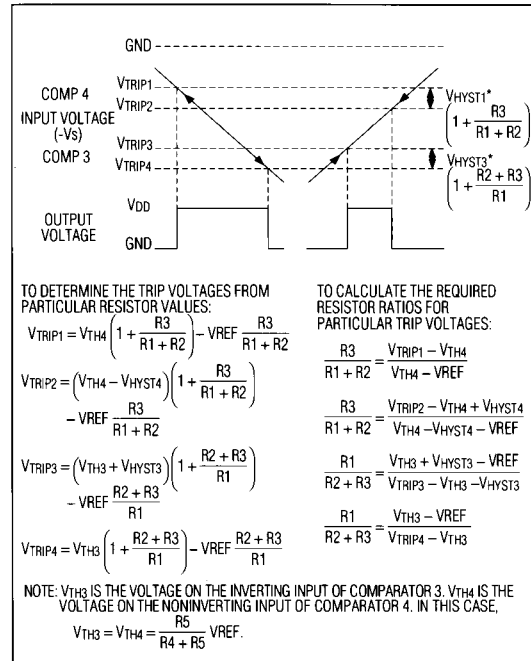 GND
VTRIP1
COMP 4
VTRIP2
INPUT VOLTAGE
(-Vs)
VTRIP3
COMP 3
VTRIP4
VHYST1*
(1 + R3/(R1 + R2))
VHYST3*
(1 + (R2 + R3)/R1)
VDD
OUTPUT
VOLTAGE
GND
TO DETERMINE THE TRIP VOLTAGES FROM
PARTICULAR RESISTOR VALUES:
VTRIP1 = VTH4 (1 + R3/(R1 + R2)) − VREF R3/(R1 + R2)
VTRIP2 = (VTH4 − VHYST4)(1 + R3/(R1 + R2))
− VREF R3/(R1 + R2)
VTRIP3 = (VTH3 + VHYST3)(1 + (R2 + R3)/R1)
− VREF (R2 + R3)/R1
VTRIP4 = VTH3 (1 + (R2 + R3)/R1) − VREF (R2 + R3)/R1
TO CALCULATE THE REQUIRED
RESISTOR RATIOS FOR
PARTICULAR TRIP VOLTAGES:
R3/(R1 + R2) = (VTRIP1 − VTH4)/(VTH4 − VREF)
R3/(R1 + R2) = (VTRIP2 − VTH4 + VHYST4)/(VTH4 − VHYST4 − VREF)
R1/(R2 + R3) = (VTH3 + VHYST3 − VREF)/(VTRIP3 − VTH3 − VHYST3)
R1/(R2 + R3) = (VTH3 − VREF)/(VTRIP4 − VTH3)
NOTE: VTH3 IS THE VOLTAGE ON THE INVERTING INPUT OF COMPARATOR 3. VTH4 IS THE
VOLTAGE ON THE NONINVERTING INPUT OF COMPARATOR 4. IN THIS CASE,
VTH3 = VTH4 = R5/(R4 + R5) VREF.